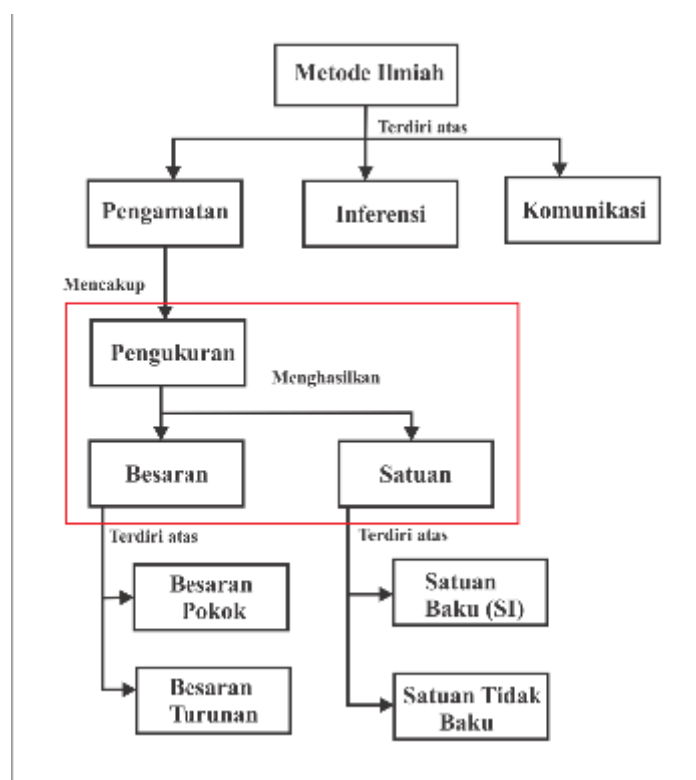 Metode Ilmiah
Terdiri atas
Pengamatan
Inferensi
Komunikasi
Mencakup
Pengukuran
Menghasilkan
Besaran
Satuan
Terdiri atas
Terdiri atas
Besaran
Pokok
Satuan
Baku (SI)
Besaran
Turunan
Satuan Tidak
Baku